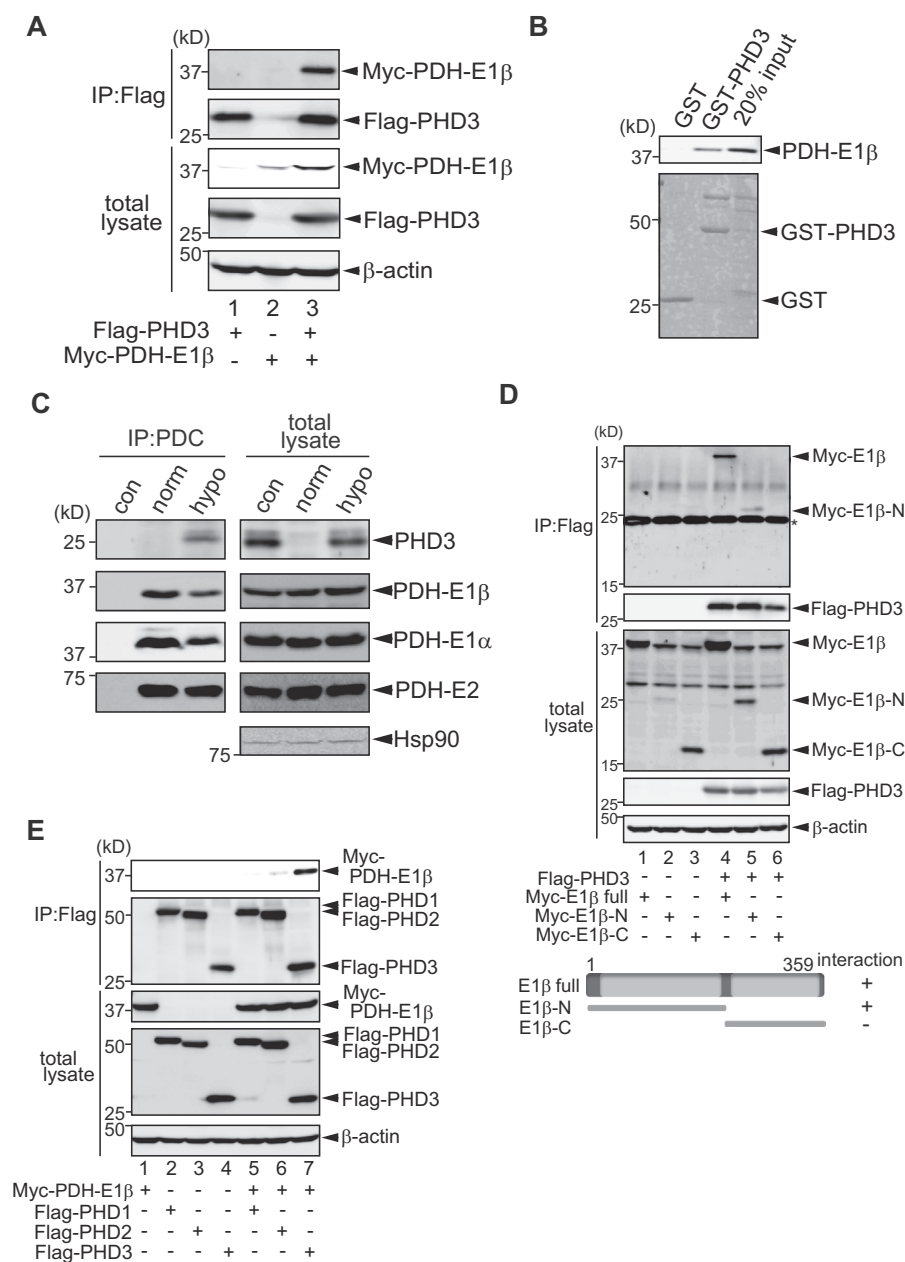 A
(kD)
IP:Flag
37
Myc-PDH-E1β
25
Flag-PHD3
total
lysate
37
Myc-PDH-E1β
25
Flag-PHD3
50
β-actin
1 2 3
Flag-PHD3 + - +
Myc-PDH-E1β - + +
B
GST
GST-PHD3
20% input
(kD)
37
PDH-E1β
50
GST-PHD3
25
GST
C
IP:PDC
total
lysate
con norm hypo con norm hypo
(kD)
25
PHD3
37
PDH-E1β
37
PDH-E1α
75
PDH-E2
75
Hsp90
D
(kD)
IP:Flag
37
Myc-E1β
25
Myc-E1β-N
*
15
25
Flag-PHD3
total
lysate
37
Myc-E1β
25
Myc-E1β-N
15
Myc-E1β-C
25
Flag-PHD3
50
β-actin
1 2 3 4 5 6
Flag-PHD3 - - - + + +
Myc-E1β full + - - + - -
Myc-E1β-N - + - - + -
Myc-E1β-C - - + - - +
1 359 interaction
E1β full +
E1β-N +
E1β-C -
E
(kD)
IP:Flag
37
Myc-
PDH-E1β
50
Flag-PHD1
Flag-PHD2
25
Flag-PHD3
total
lysate
37
Myc-
PDH-E1β
50
Flag-PHD1
Flag-PHD2
25
Flag-PHD3
50
β-actin
1 2 3 4 5 6 7
Myc-PDH-E1β + - - - + + +
Flag-PHD1 - + - - + - -
Flag-PHD2 - - + - - + -
Flag-PHD3 - - - + - - +